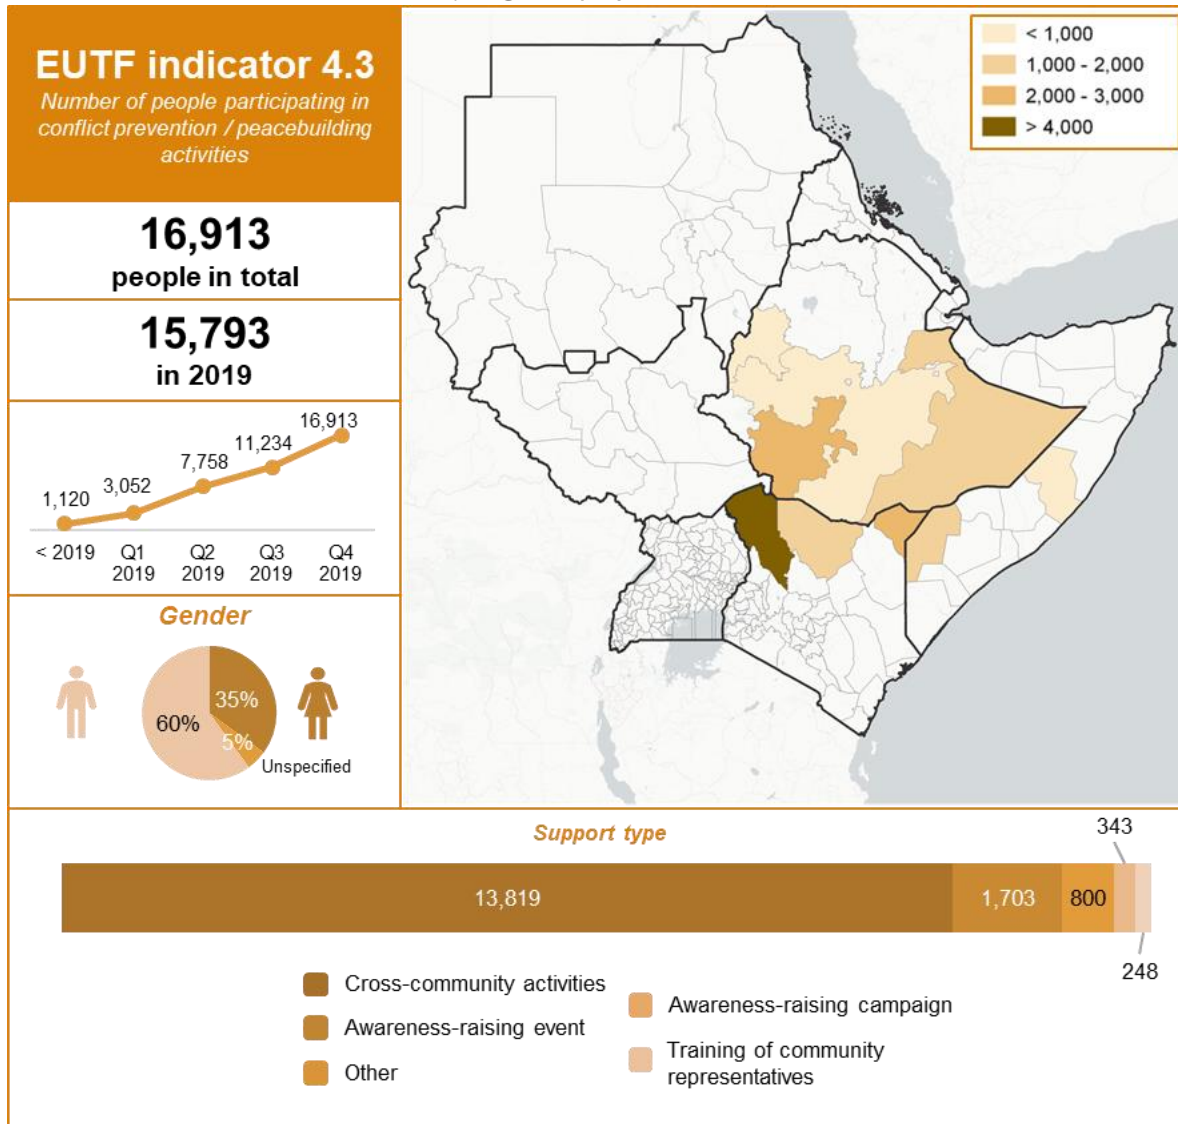 EUTF indicator 4.3
Number of people participating in
conflict prevention / peacebuilding
activities
16,913
people in total
15,793
in 2019
1,120
3,052
7,758
11,234
16,913
< 2019
Q1
2019
Q2
2019
Q3
2019
Q4
2019
Gender
35%
60%
5%
Unspecified
< 1,000
1,000 - 2,000
2,000 - 3,000
> 4,000
Support type
343
13,819
1,703
800
248
Cross-community activities
Awareness-raising event
Other
Awareness-raising campaign
Training of community
representatives